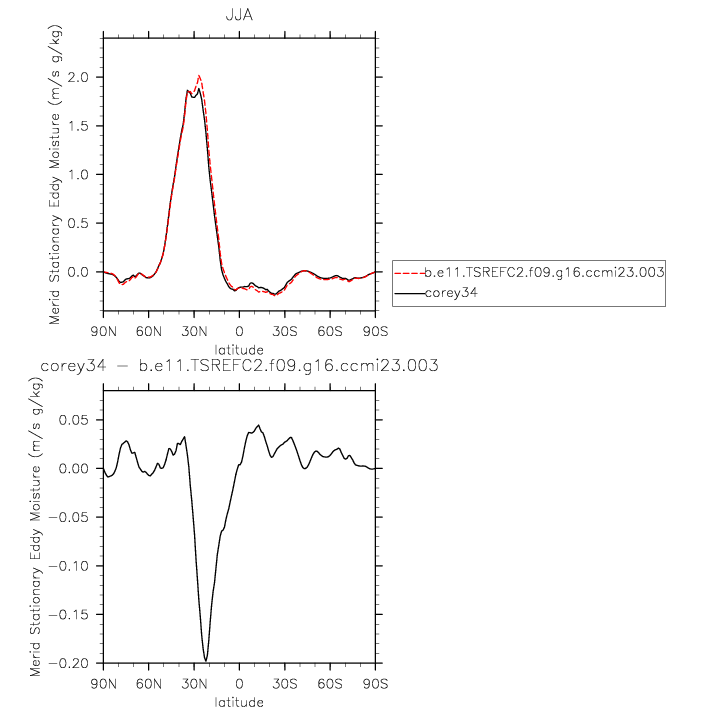 JJA
Merid Stationary Eddy Moisture (m/s g/kg)
2.0
1.5
1.0
0.5
0.0
90N 60N 30N 0 30S 60S 90S
latitude
b.e11.TSREFC2.f09.g16.ccmi23.003
corey34
corey34 − b.e11.TSREFC2.f09.g16.ccmi23.003
Merid Stationary Eddy Moisture (m/s g/kg)
0.05
0.00
−0.05
−0.10
−0.15
−0.20
90N 60N 30N 0 30S 60S 90S
latitude